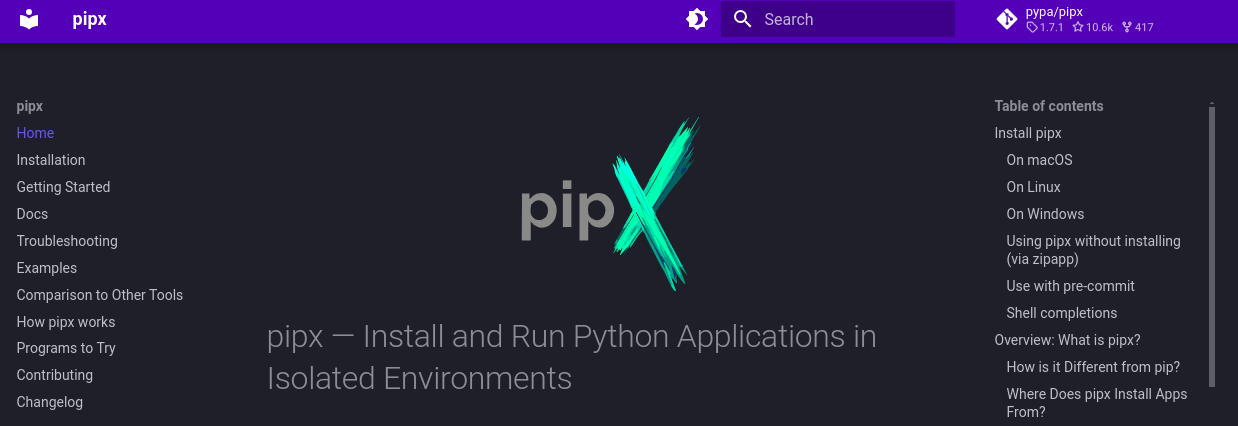 pipx
Search
pypa/pipx
1.7.1 10.6k 417
pipx
Home
Installation
Getting Started
Docs
Troubleshooting
Examples
Comparison to Other Tools
How pipx works
Programs to Try
Contributing
Changelog
pipX
pipx — Install and Run Python Applications in
Isolated Environments
Table of contents
Install pipx
On macOS
On Linux
On Windows
Using pipx without installing
(via zipapp)
Use with pre-commit
Shell completions
Overview: What is pipx?
How is it Different from pip?
Where Does pipx Install Apps
From?